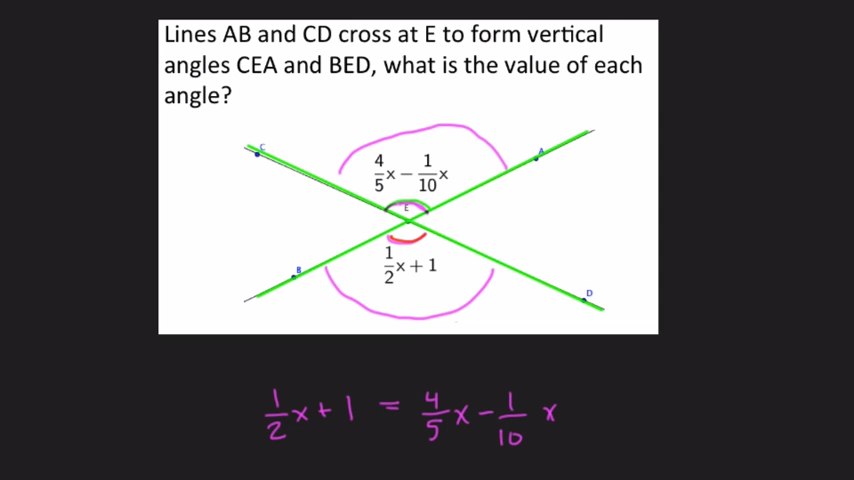 Lines AB and CD cross at E to form vertical
angles CEA and BED, what is the value of each
angle?
C
A
4/5x − 1/10x
E
1/2x + 1
B
D
1/2x + 1 = 4/5x − 1/10x